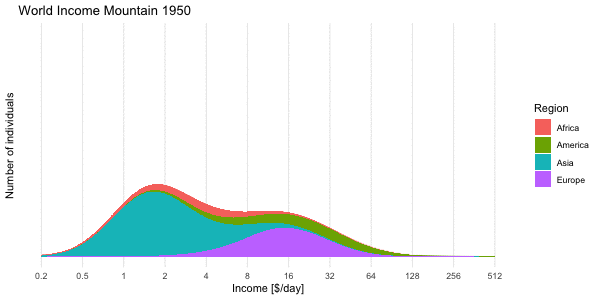 World Income Mountain 1950
Number of individuals
0.2 0.5 1 2 4 8 16 32 64 128 256 512
Income [$/day]
Region
Africa
America
Asia
Europe